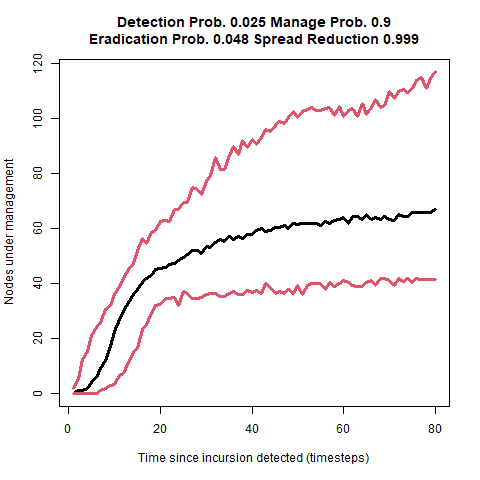 Detection Prob. 0.025 Manage Prob. 0.9
Eradication Prob. 0.048 Spread Reduction 0.999
Nodes under management
120
100
80
60
40
20
0
0 20 40 60 80
Time since incursion detected (timesteps)